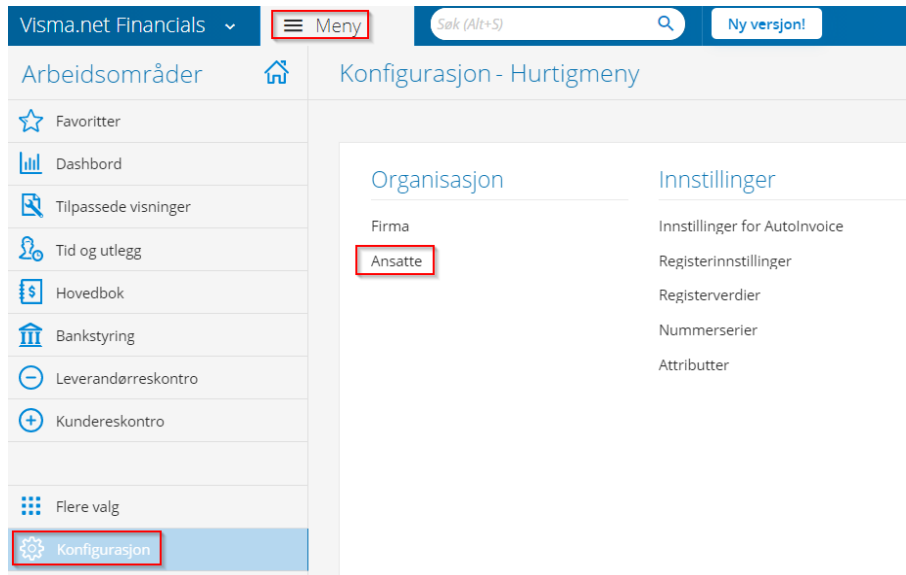 Visma.net Financials
Meny
Søk (Alt+S)
Ny versjon!
Arbeidsområder
Konfigurasjon - Hurtigmeny
Favoritter
Dashbord
Tilpassede visninger
Tid og utlegg
Hovedbok
Bankstyring
Leverandørreskontro
Kundereskontro
Flere valg
Konfigurasjon
Organisasjon
Firma
Ansatte
Innstillinger
Innstillinger for AutoInvoice
Registerinnstillinger
Registerverdier
Nummerserier
Attributter